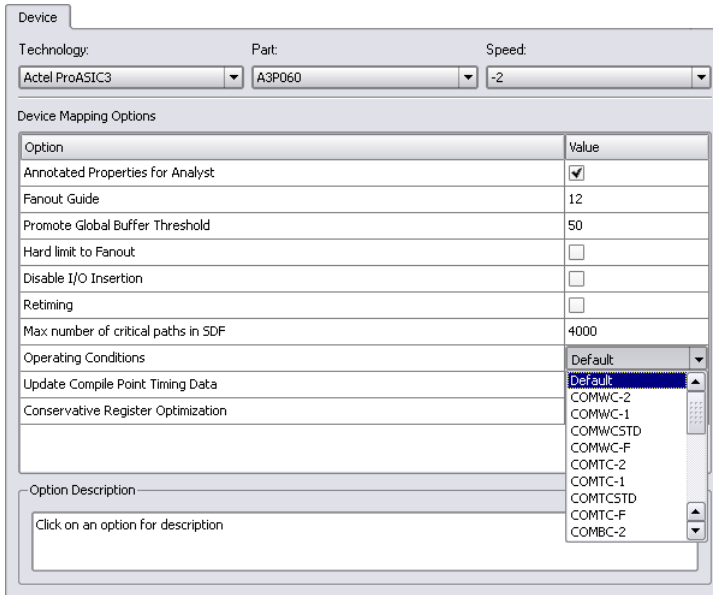 Device
Technology: Part: Speed:
Actel ProASIC3 A3P060 -2
Device Mapping Options
Option Value
Annotated Properties for Analyst
Fanout Guide 12
Promote Global Buffer Threshold 50
Hard limit to Fanout
Disable I/O Insertion
Retiming
Max number of critical paths in SDF 4000
Operating Conditions Default
Update Compile Point Timing Data Default
COMWC-2
Conservative Register Optimization COMWC-1
COMWCSTD
COMWC-F
COMTC-2
COMTC-1
Option Description COMTCSTD
COMTC-F
Click on an option for description COMBC-2